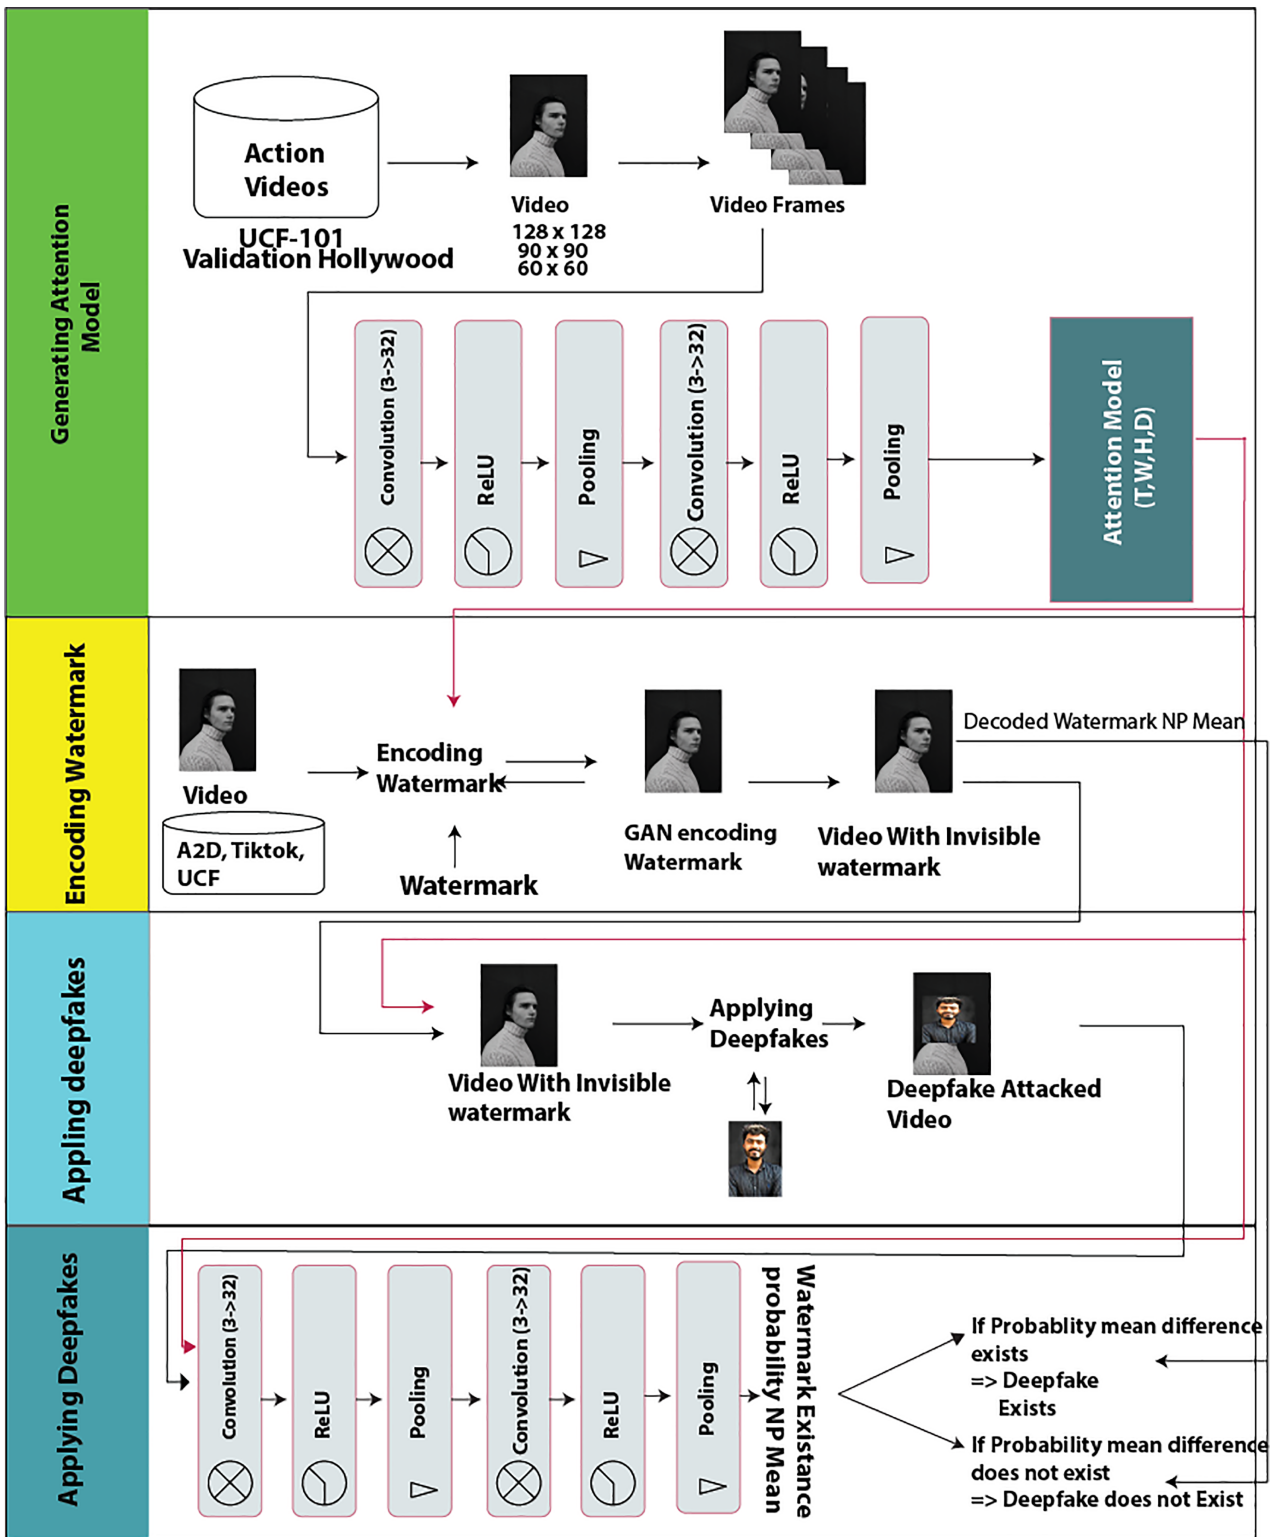 Generating Attention
Model
Action
Videos
UCF-101
Validation Hollywood
Video
128 x 128
90 x 90
60 x 60
Video Frames
Convolution (3->32)
ReLU
Pooling
Convolution (3->32)
ReLU
Pooling
Attention Model
(T,W,H,D)
Encoding Watermark
Video
A2D, Tiktok,
UCF
Encoding
Watermark
Watermark
GAN encoding
Watermark
Video With Invisible
watermark
Decoded Watermark NP Mean
Appling deepfakes
Video With Invisible
watermark
Applying
Deepfakes
Deepfake Attacked
Video
Applying Deepfakes
Convolution (3->32)
ReLU
Pooling
Convolution (3->32)
ReLU
Pooling
Watermark Existance
probability NP Mean
If Probablity mean difference
exists
=> Deepfake
Exists
If Probability mean difference
does not exist
=> Deepfake does not Exist